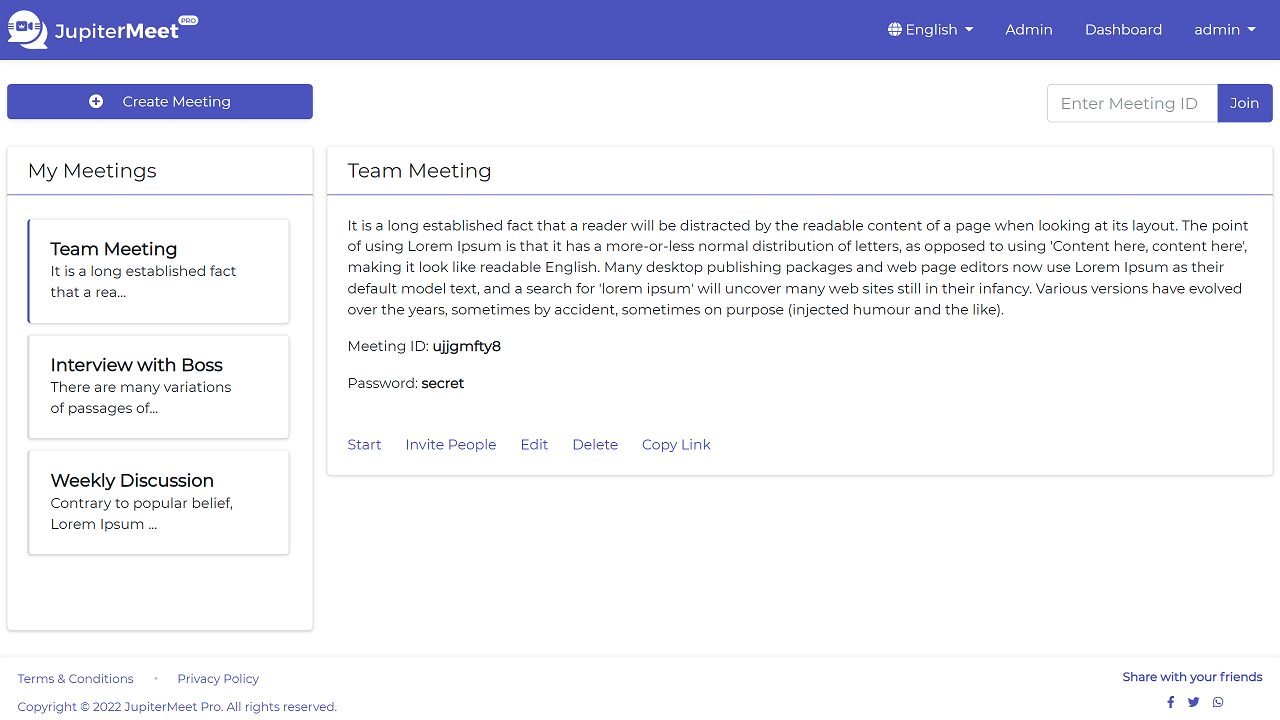 JupiterMeet PRO
English
Admin
Dashboard
admin
Create Meeting
Enter Meeting ID
Join
My Meetings
Team Meeting
It is a long established fact
that a rea...
Interview with Boss
There are many variations
of passages of...
Weekly Discussion
Contrary to popular belief,
Lorem Ipsum ...
Team Meeting
It is a long established fact that a reader will be distracted by the readable content of a page when looking at its layout. The point
of using Lorem Ipsum is that it has a more-or-less normal distribution of letters, as opposed to using 'Content here, content here',
making it look like readable English. Many desktop publishing packages and web page editors now use Lorem Ipsum as their
default model text, and a search for 'lorem ipsum' will uncover many web sites still in their infancy. Various versions have evolved
over the years, sometimes by accident, sometimes on purpose (injected humour and the like).
Meeting ID: ujjgmfty8
Password: secret
Start
Invite People
Edit
Delete
Copy Link
Terms & Conditions • Privacy Policy
Copyright © 2022 JupiterMeet Pro. All rights reserved.
Share with your friends